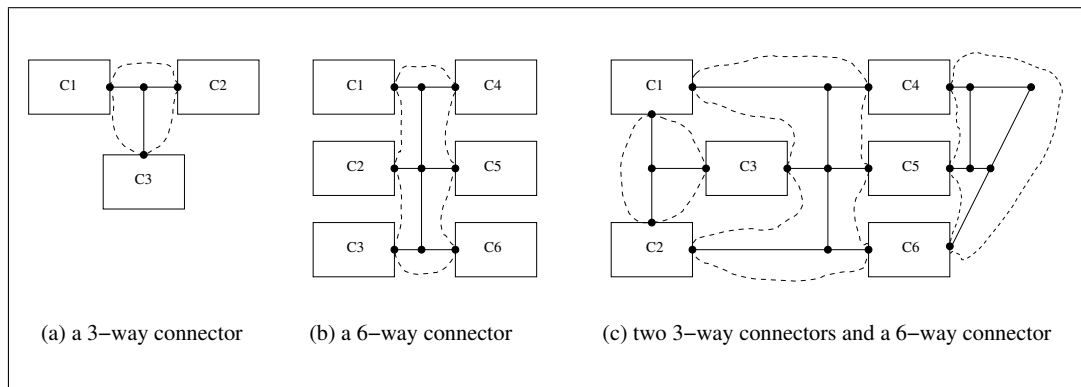 C1
C2
C3
(a) a 3−way connector
C1
C4
C2
C5
C3
C6
(b) a 6−way connector
C1
C4
C3
C5
C2
C6
(c) two 3−way connectors and a 6−way connector